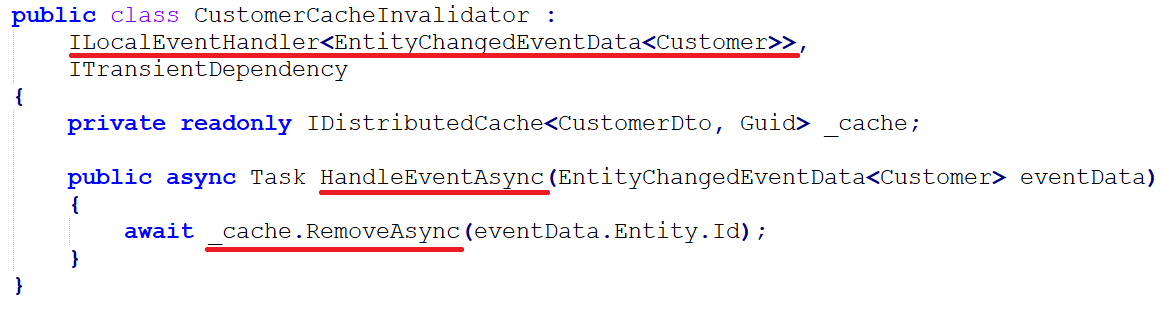 public class CustomerCacheInvalidator :
    ILocalEventHandler<EntityChangedEventData<Customer>>,
    ITransientDependency
{
    private readonly IDistributedCache<CustomerDto, Guid> _cache;

    public async Task HandleEventAsync(EntityChangedEventData<Customer> eventData)
    {
        await _cache.RemoveAsync(eventData.Entity.Id);
    }
}